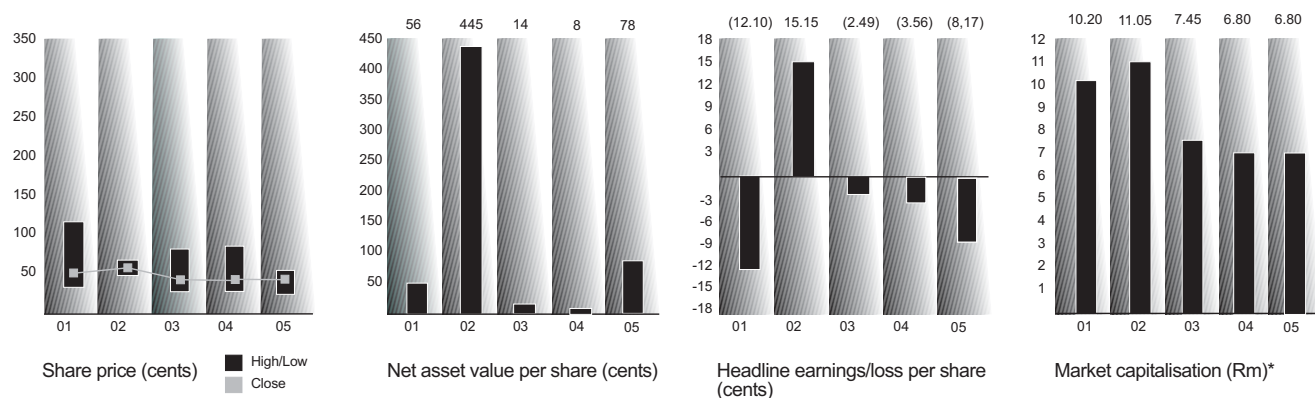 350
300
250
200
150
100
50
01 02 03 04 05
Share price (cents)
High/Low
Close
56 445 14 8 78
450
400
350
300
450
200
150
100
50
01 02 03 04 05
Net asset value per share (cents)
(12.10) 15.15 (2.49) (3.56) (8,17)
18
15
9
6
3
-3
-6
-9
-12
-15
-18
01 02 03 04 05
Headline earnings/loss per share
(cents)
10.20 11.05 7.45 6.80 6.80
12
11
10
9
8
7
6
5
4
3
2
1
01 02 03 04 05
Market capitalisation (Rm)*